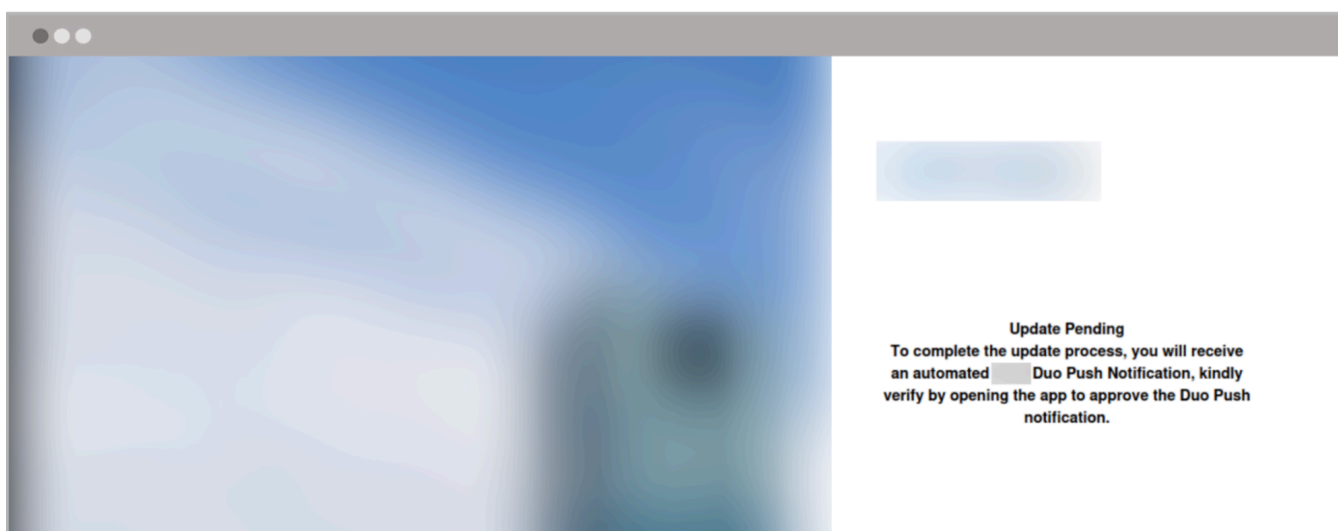 Update Pending
To complete the update process, you will receive
an automated Duo Push Notification, kindly
verify by opening the app to approve the Duo Push
notification.